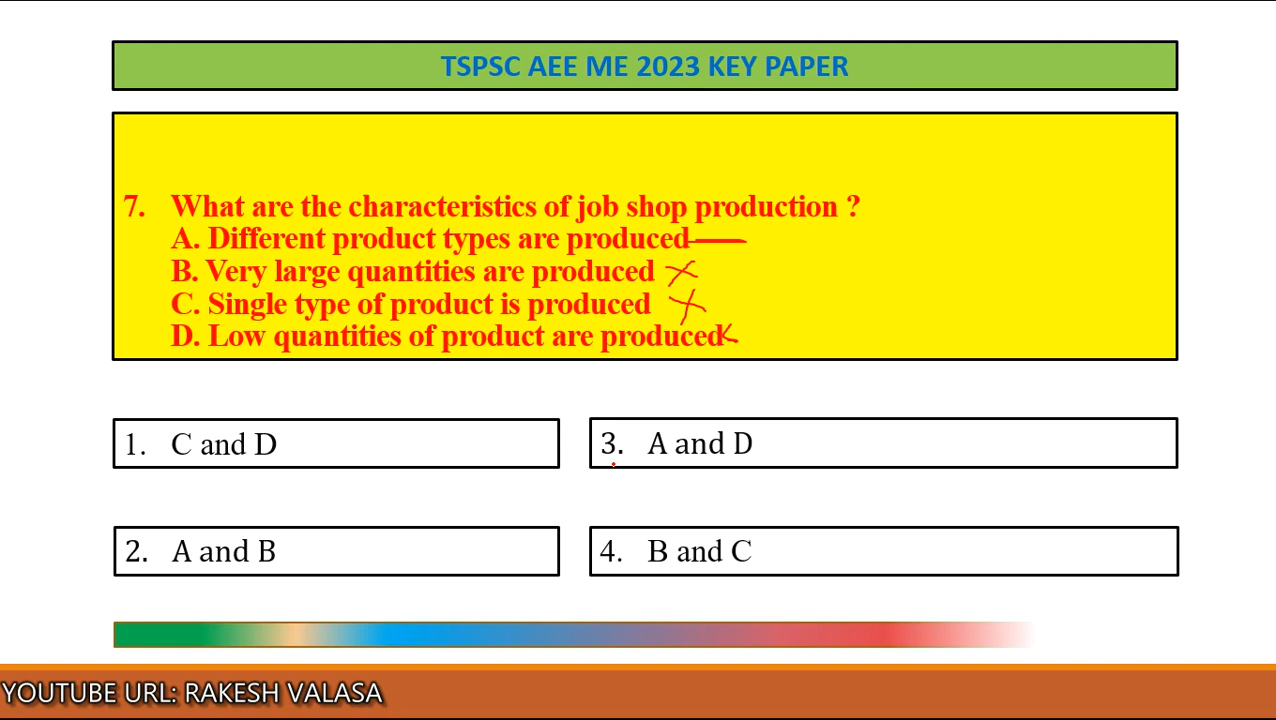 TSPSC AEE ME 2023 KEY PAPER
7. What are the characteristics of job shop production ?
A. Different product types are produced
B. Very large quantities are produced
C. Single type of product is produced
D. Low quantities of product are produced
1. C and D
3. A and D
2. A and B
4. B and C
YOUTUBE URL: RAKESH VALASA